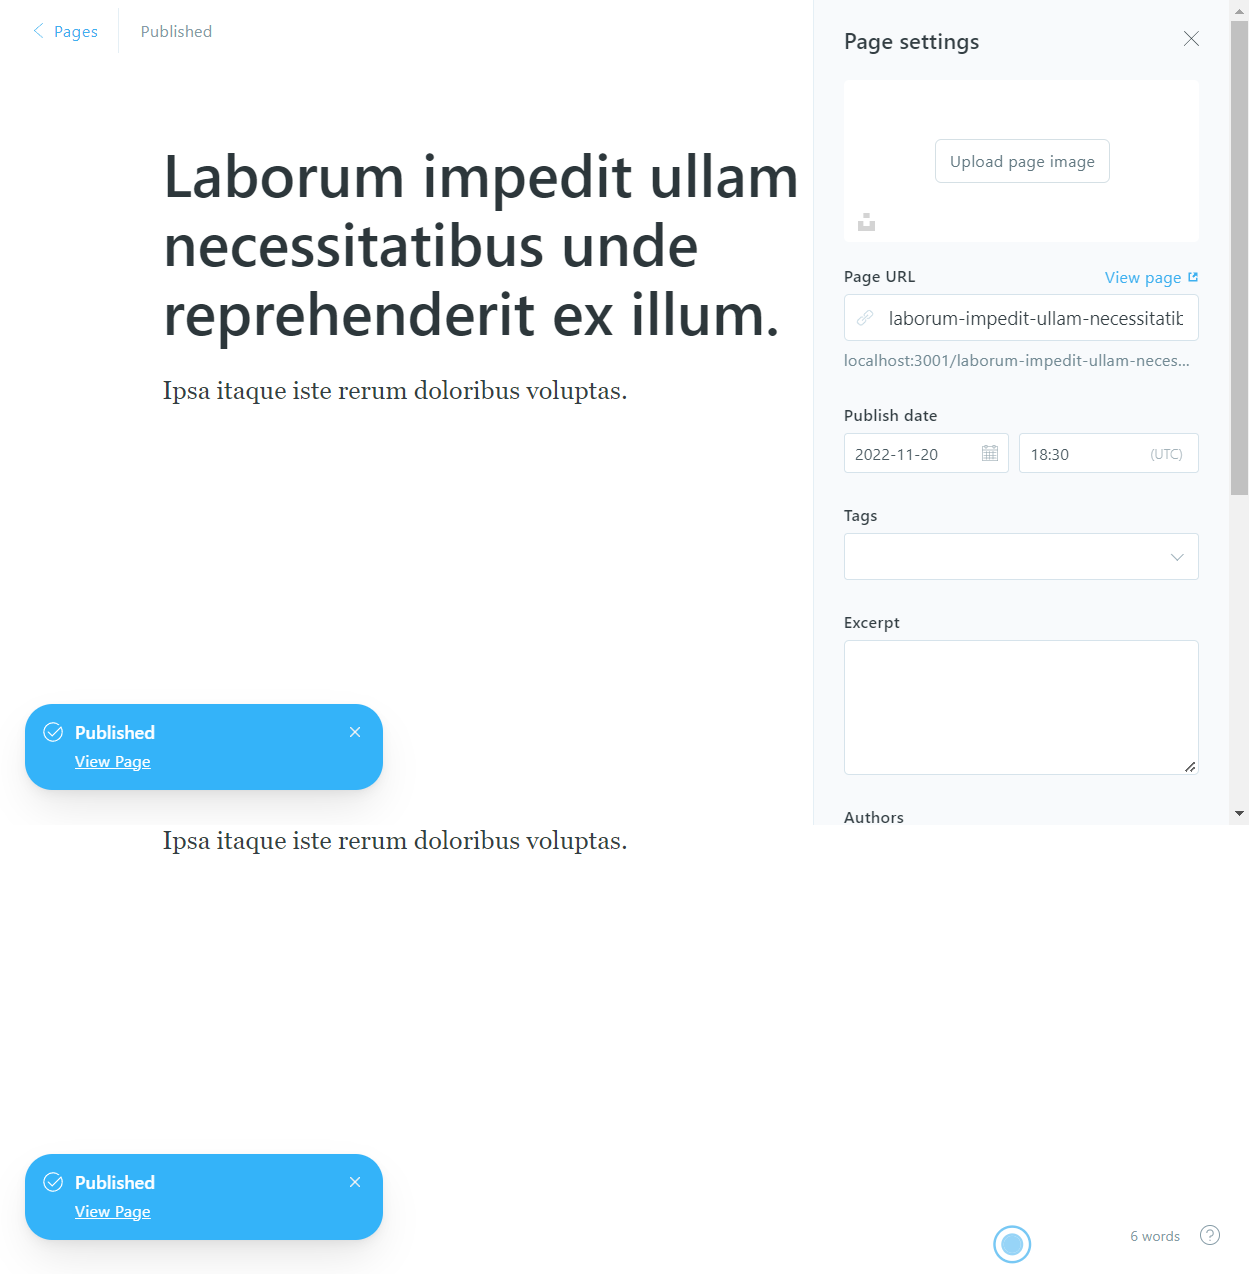 Pages
Published
Page settings
Laborum impedit ullam
necessitatibus unde
reprehenderit ex illum.
Ipsa itaque iste rerum doloribus voluptas.
Upload page image
Page URL
View page
laborum-impedit-ullam-necessitatib
localhost:3001/laborum-impedit-ullam-neces...
Publish date
2022-11-20
18:30
(UTC)
Tags
Excerpt
Authors
Published
View Page
Ipsa itaque iste rerum doloribus voluptas.
Published
View Page
6 words
?